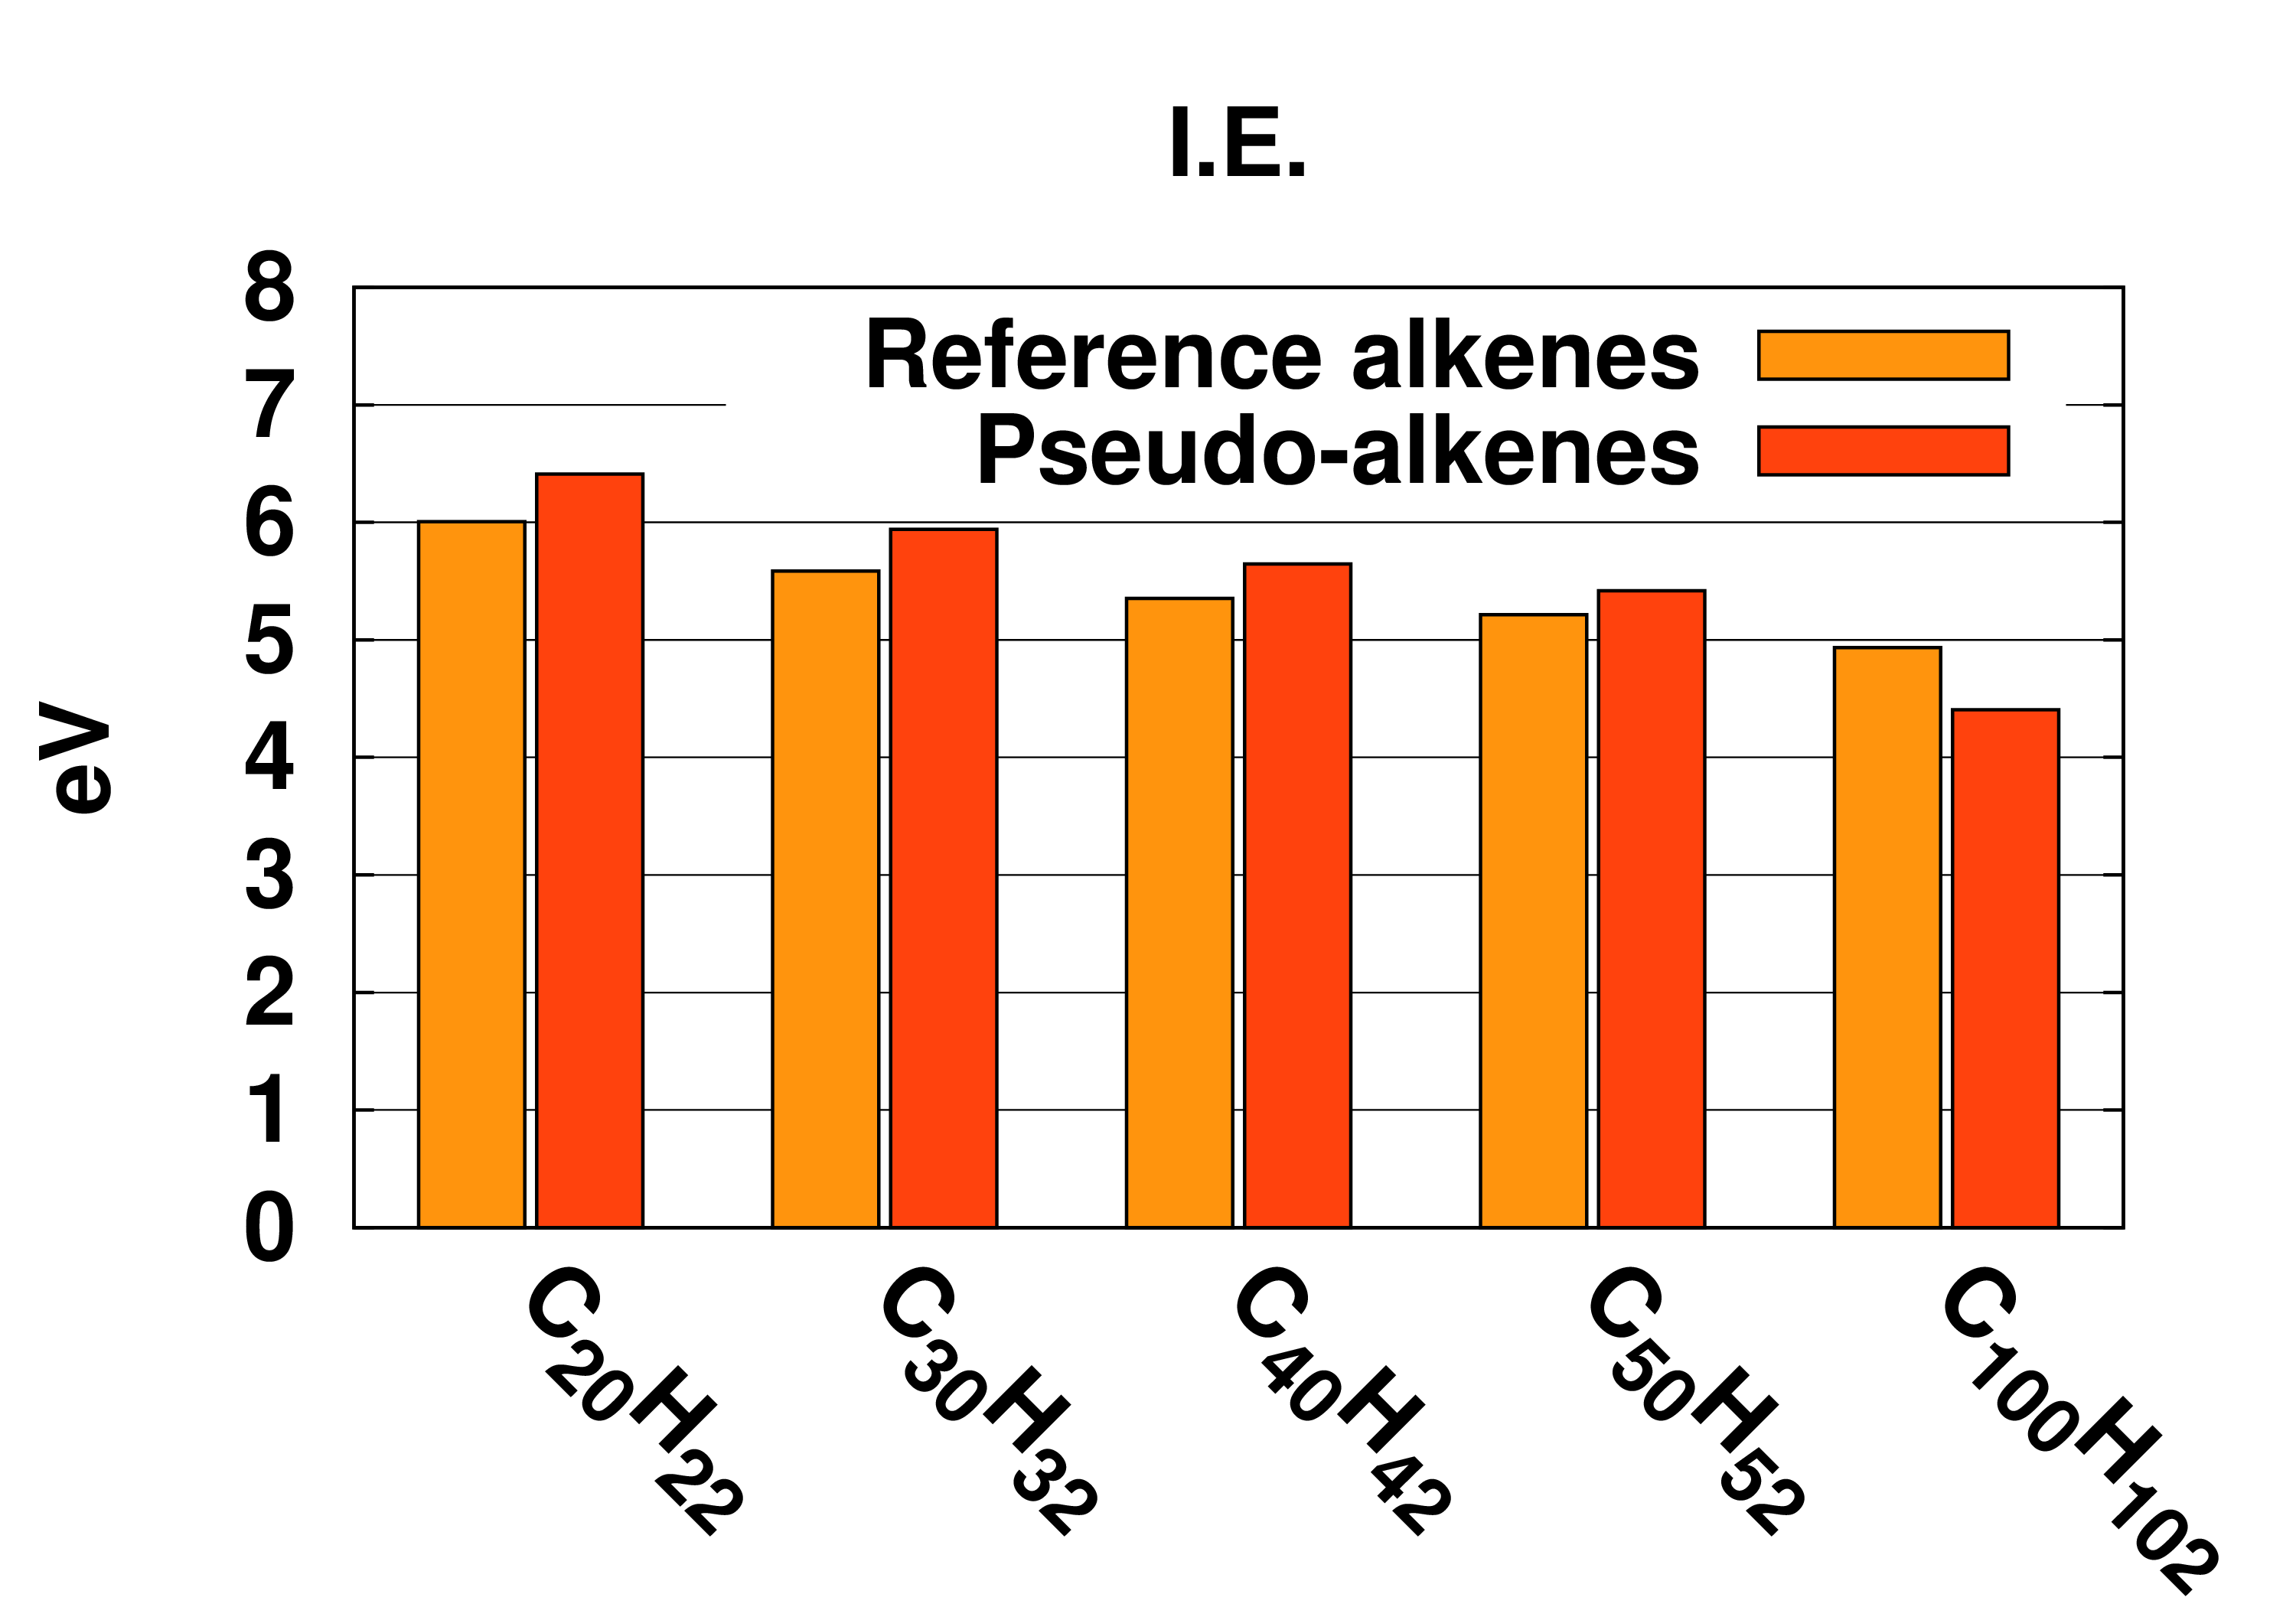 I.E.
8
7
6
5
4
3
2
1
0
eV
Reference alkenes
Pseudo-alkenes
C₂₀H₂₂
C₃₀H₃₂
C₄₀H₄₂
C₅₀H₅₂
C₁₀₀H₁₀₂